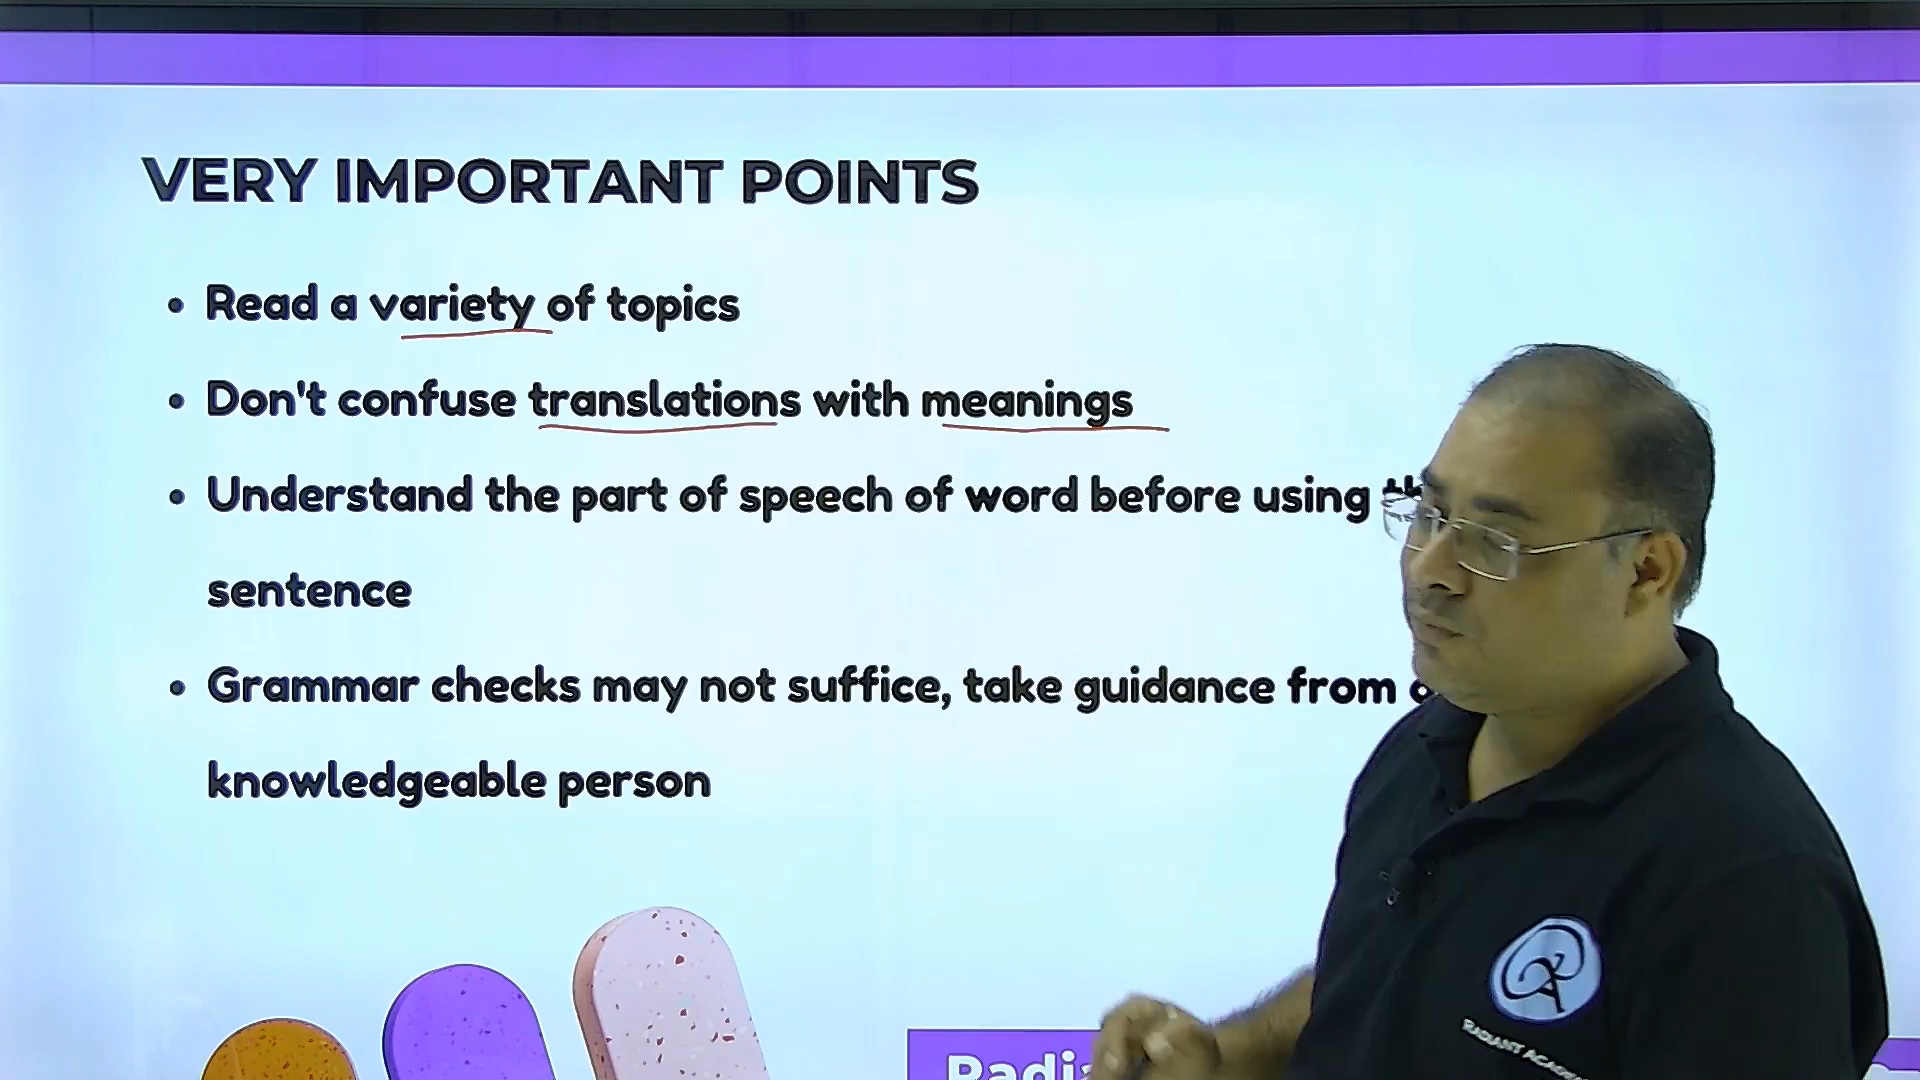 VERY IMPORTANT POINTS
• Read a variety of topics
• Don't confuse translations with meanings
• Understand the part of speech of word before using
sentence
• Grammar checks may not suffice, take guidance from
knowledgeable person
RADIANT